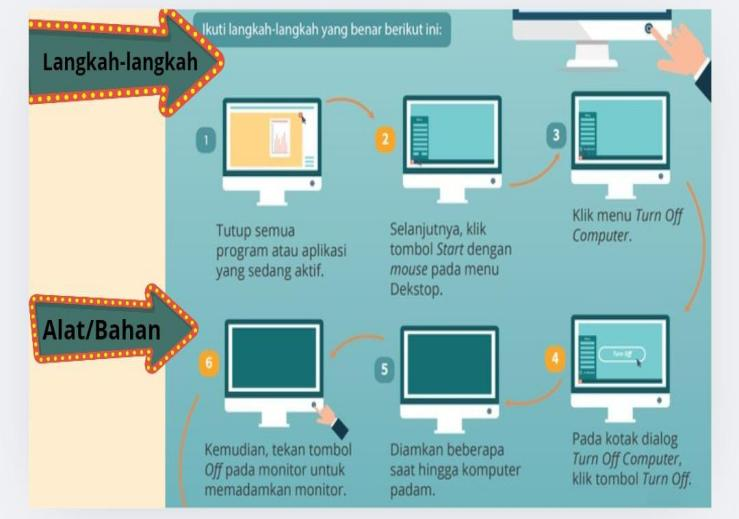 Ikuti langkah-langkah yang benar berikut ini:
Langkah-langkah
1
Tutup semua
program atau aplikasi
yang sedang aktif.
2
Selanjutnya, klik
tombol Start dengan
mouse pada menu
Dekstop.
3
Klik menu Turn Off
Computer.
4
Turn Off
Pada kotak dialog
Turn Off Computer,
klik tombol Turn Off.
5
Diamkan beberapa
saat hingga komputer
padam.
Alat/Bahan
6
Kemudian, tekan tombol
Off pada monitor untuk
memadamkan monitor.